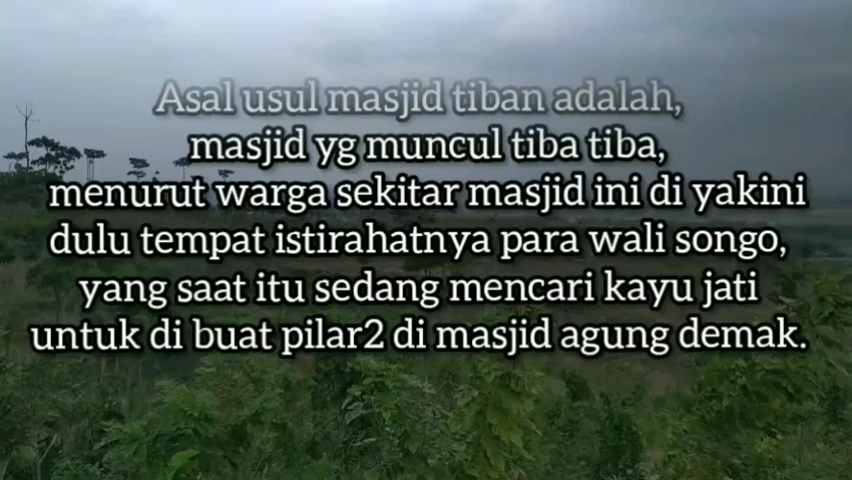 Asal usul masjid tiban adalah,
masjid yg muncul tiba tiba,
menurut warga sekitar masjid ini di yakini
dulu tempat istirahatnya para wali songo,
yang saat itu sedang mencari kayu jati
untuk di buat pilar2 di masjid agung demak.